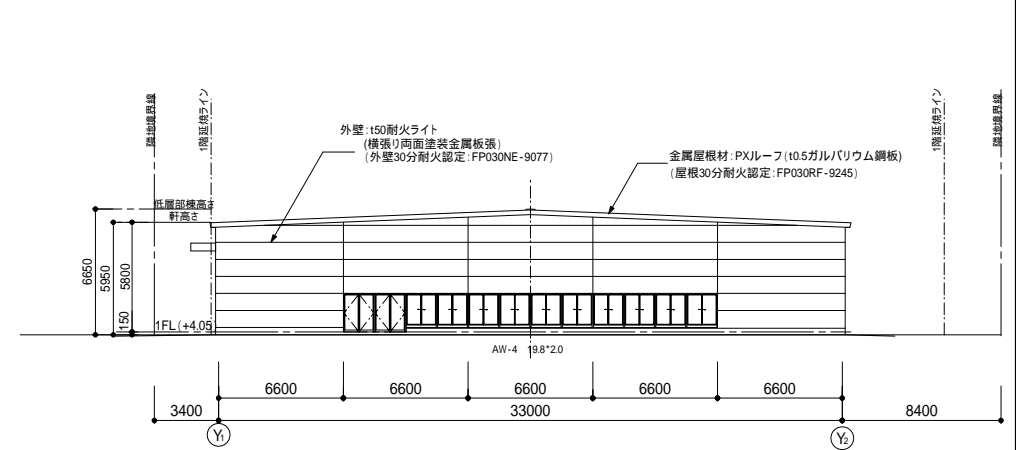 隣地境界線
1階延焼ライン
1階延焼ライン
隣地境界線
外壁:t50耐火ライト
(横張り両面塗装金属板張)
(外壁30分耐火認定:FP030NE-9077)
金属屋根材:PXルーフ(t0.5ガルバリウム鋼板)
(屋根30分耐火認定:FP030RF-9245)
低層部棟高さ
軒高さ
6650
5950
5800
150
1FL(+4.05
AW-4 19.8*2.0
6600
6600
6600
6600
6600
3400
33000
8400
Y1
Y2